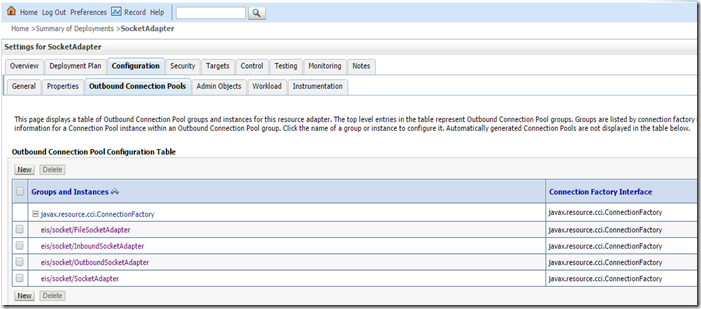 Home Log Out Preferences Record Help
Home >Summary of Deployments >SocketAdapter
Settings for SocketAdapter
Overview Deployment Plan Configuration Security Targets Control Testing Monitoring Notes
General Properties Outbound Connection Pools Admin Objects Workload Instrumentation
This page displays a table of Outbound Connection Pool groups and instances for this resource adapter. The top level entries in the table represent Outbound Connection Pool groups. Groups are listed by connection factory
information for a Connection Pool instance within an Outbound Connection Pool group. Click the name of a group or instance to configure it. Automatically generated Connection Pools are not displayed in the table below.
Outbound Connection Pool Configuration Table
New Delete
Groups and Instances Connection Factory Interface
javax.resource.cci.ConnectionFactory javax.resource.cci.ConnectionFactory
eis/socket/FileSocketAdapter javax.resource.cci.ConnectionFactory
eis/socket/InboundSocketAdapter javax.resource.cci.ConnectionFactory
eis/socket/OutboundSocketAdapter javax.resource.cci.ConnectionFactory
eis/socket/SocketAdapter javax.resource.cci.ConnectionFactory
New Delete